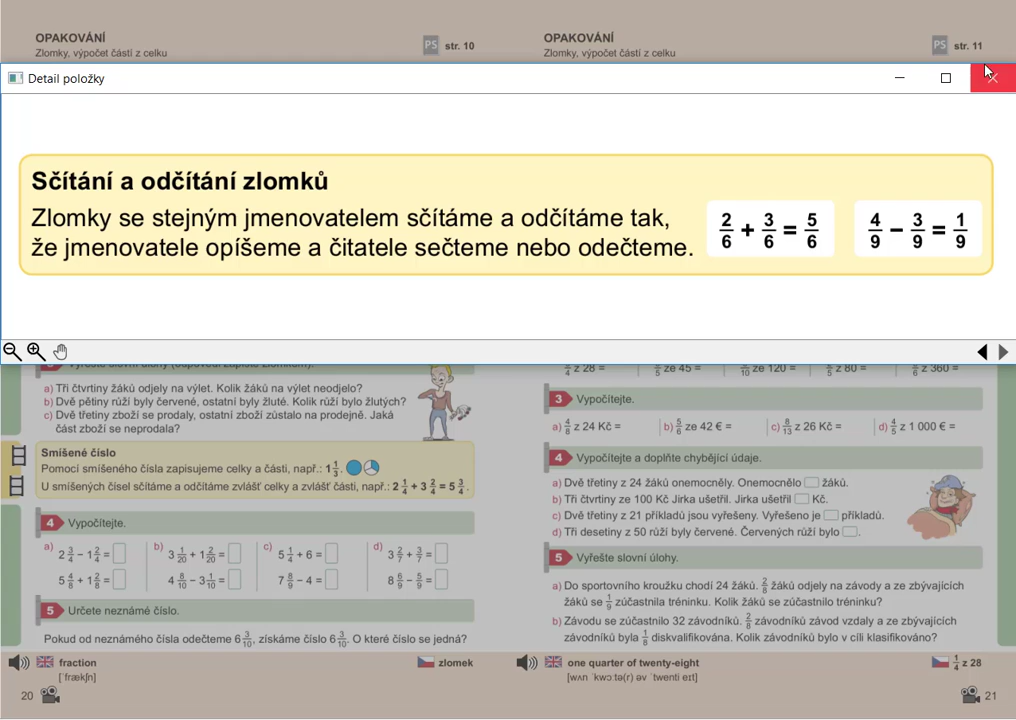 OPAKOVÁNÍ
Zlomky, výpočet částí z celku
PS str. 10
OPAKOVÁNÍ
Zlomky, výpočet částí z celku
PS str. 11
Detail položky
Sčítání a odčítání zlomků
Zlomky se stejným jmenovatelem sčítáme a odčítáme tak,
že jmenovatele opíšeme a čitatele sečteme nebo odečteme.
2/6 + 3/6 = 5/6
4/9 − 3/9 = 1/9
a) Tři čtvrtiny žáků odjely na výlet. Kolik žáků na výlet neodjelo?
b) Dvě pětiny růží byly červené, ostatní byly žluté. Kolik růží bylo žlutých?
c) Dvě třetiny zboží se prodaly, ostatní zboží zůstalo na prodejně. Jaká
část zboží se neprodala?
Smíšené číslo
Pomocí smíšeného čísla zapisujeme celky a části, např.: 1 1/3.
U smíšených čísel sčítáme a odčítáme zvlášť celky a zvlášť části, např.: 2 1/4 + 3 2/4 = 5 3/4.
4 Vypočítejte.
a) 2 3/4 − 1 2/4 =
b) 3 1/20 + 1 2/20 =
c) 5 1/4 + 6 =
d) 3 2/7 + 3/7 =
5 4/8 + 1 2/8 =
4 8/10 − 3 1/10 =
7 8/9 − 4 =
8 6/9 − 5/9 =
5 Určete neznámé číslo.
Pokud od neznámého čísla odečteme 6 3/10, získáme číslo 6 3/10. O které číslo se jedná?
fraction
zlomek
[ˈfrækʃn]
20
z 28 =
ze 45 =
ze 120 =
z 80 =
z 360 =
3 Vypočítejte.
a) 4/8 z 24 Kč =
b) 5/6 ze 42 € =
c) 8/13 z 26 Kč =
d) 4/5 z 1 000 € =
4 Vypočítejte a doplňte chybějící údaje.
a) Dvě třetiny z 24 žáků onemocněly. Onemocnělo žáků.
b) Tři čtvrtiny ze 100 Kč Jirka ušetřil. Jirka ušetřil Kč.
c) Dvě třetiny z 21 příkladů jsou vyřešeny. Vyřešeno je příkladů.
d) Tři desetiny z 50 růží byly červené. Červených růží bylo .
5 Vyřešte slovní úlohy.
a) Do sportovního kroužku chodí 24 žáků. 2/8 žáků odjely na závody a ze zbývajících
žáků se 1/9 zúčastnila tréninku. Kolik žáků se zúčastnilo tréninku?
b) Závodu se zúčastnilo 32 závodníků. 2/8 závodníků závod vzdaly a ze zbývajících
závodníků byla 1/8 diskvalifikována. Kolik závodníků bylo v cíli klasifikováno?
one quarter of twenty-eight
1/4 z 28
[wʌn ˈkwɔːtə(r) əv ˈtwenti eɪt]
21